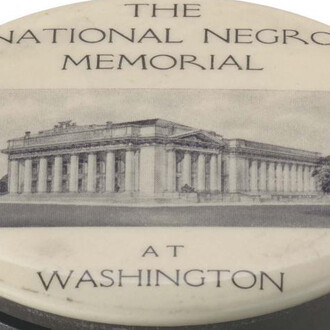 THE
NATIONAL NEGRO
MEMORIAL
AT
WASHINGTON